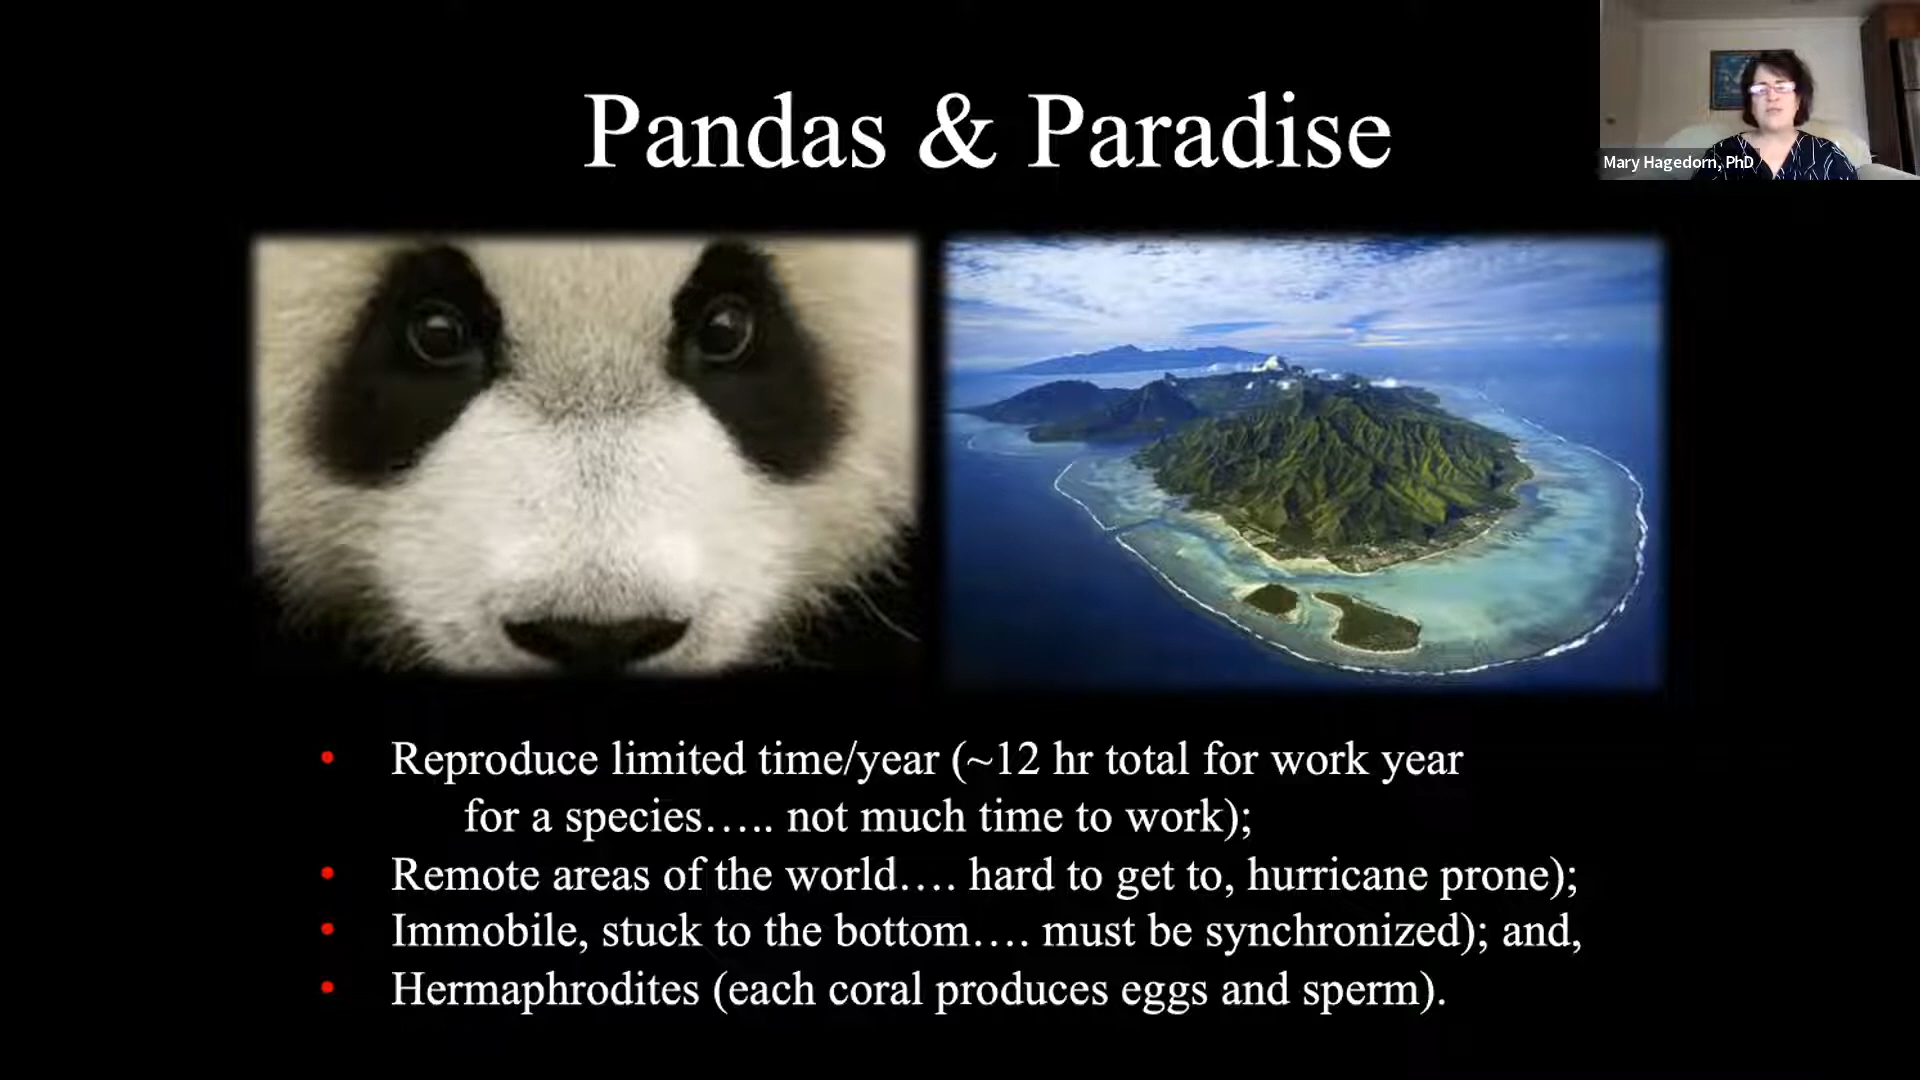 Pandas & Paradise
Mary Hagedorn, PhD
• Reproduce limited time/year (~12 hr total for work year
for a species….. not much time to work);
• Remote areas of the world…. hard to get to, hurricane prone);
• Immobile, stuck to the bottom…. must be synchronized); and,
• Hermaphrodites (each coral produces eggs and sperm).